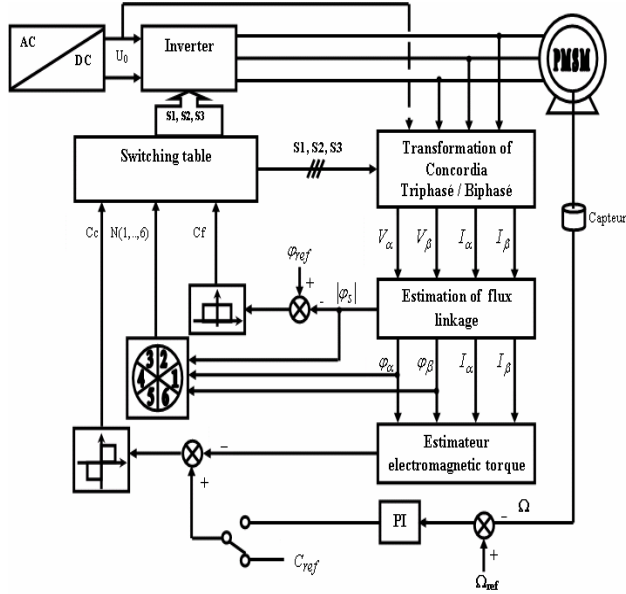 AC
DC
U0
Inverter
PMSM
S1, S2, S3
Switching table
S1, S2, S3
Transformation of
Concordia
Triphasé / Biphasé
Capteur
Cc
N(1,..,6)
Cf
Vα
Vβ
Iα
Iβ
φref
+
-
|φs|
Estimation of flux
linkage
φα
φβ
Iα
Iβ
3
2
4
1
5
6
Estimateur
electromagnetic torque
−
+
PI
-
Ω
+
Cref
Ωref